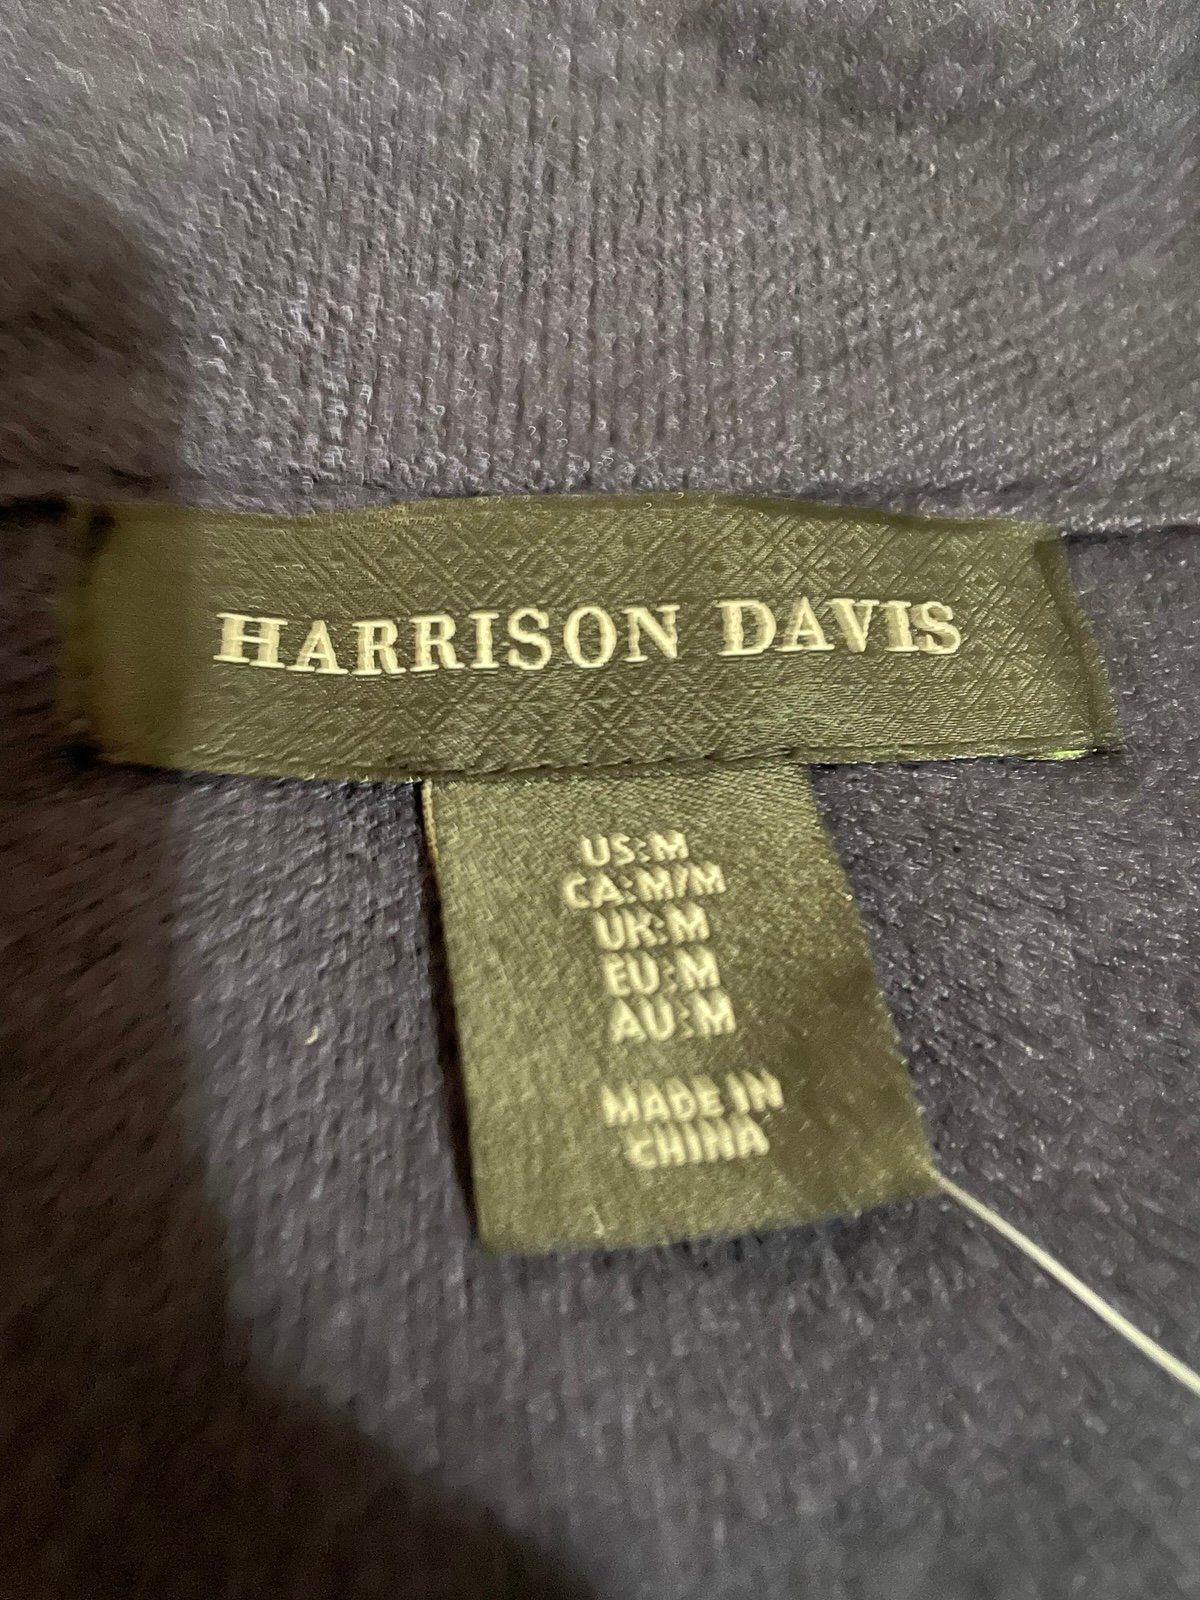 HARRISON DAVIS
US:M
CA:M/M
UK:M
EU:M
AU:M
MADE IN
CHINA